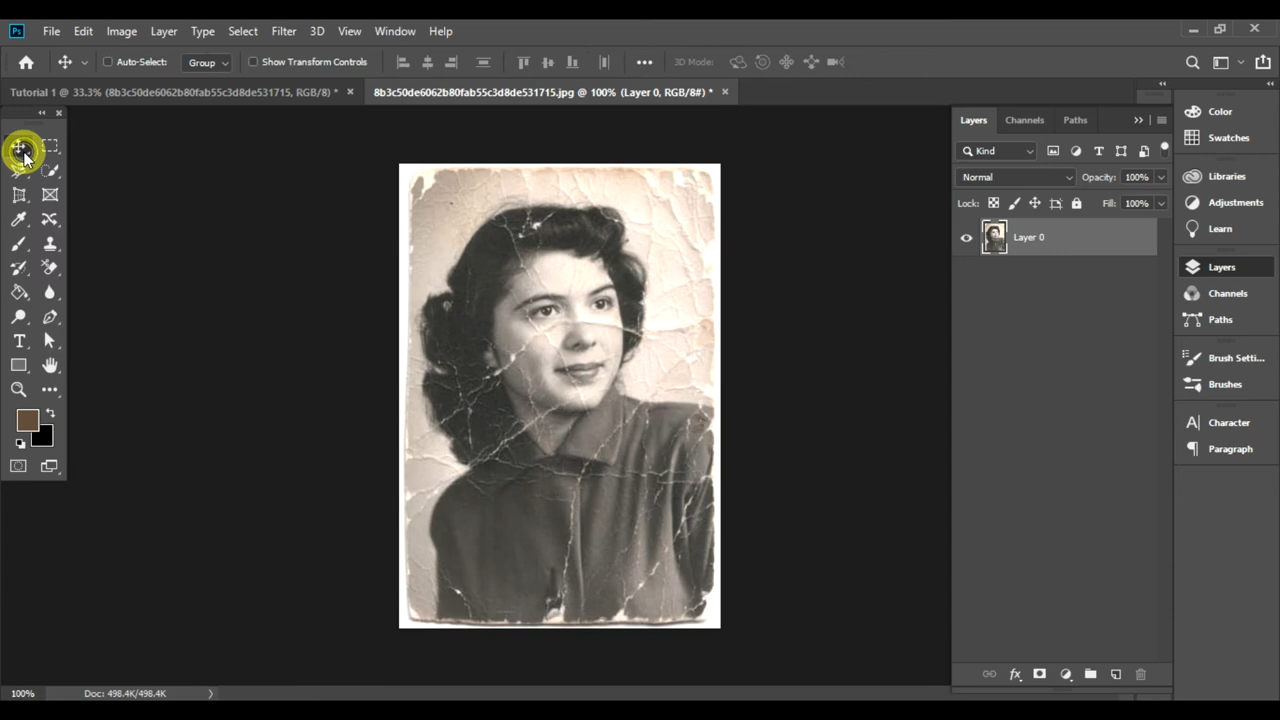 Ps File Edit Image Layer Type Select Filter 3D View Window Help
Auto-Select: Group Show Transform Controls 3D Mode:
Tutorial 1 @ 33.3% (8b3c50de6062b80fab55c3d8de531715, RGB/8) * 8b3c50de6062b80fab55c3d8de531715.jpg @ 100% (Layer 0, RGB/8#) *
Layers Channels Paths
Kind
Normal Opacity: 100%
Lock: Fill: 100%
Layer 0
Color
Swatches
Libraries
Adjustments
Learn
Layers
Channels
Paths
Brush Setti...
Brushes
Character
Paragraph
100% Doc: 498.4K/498.4K